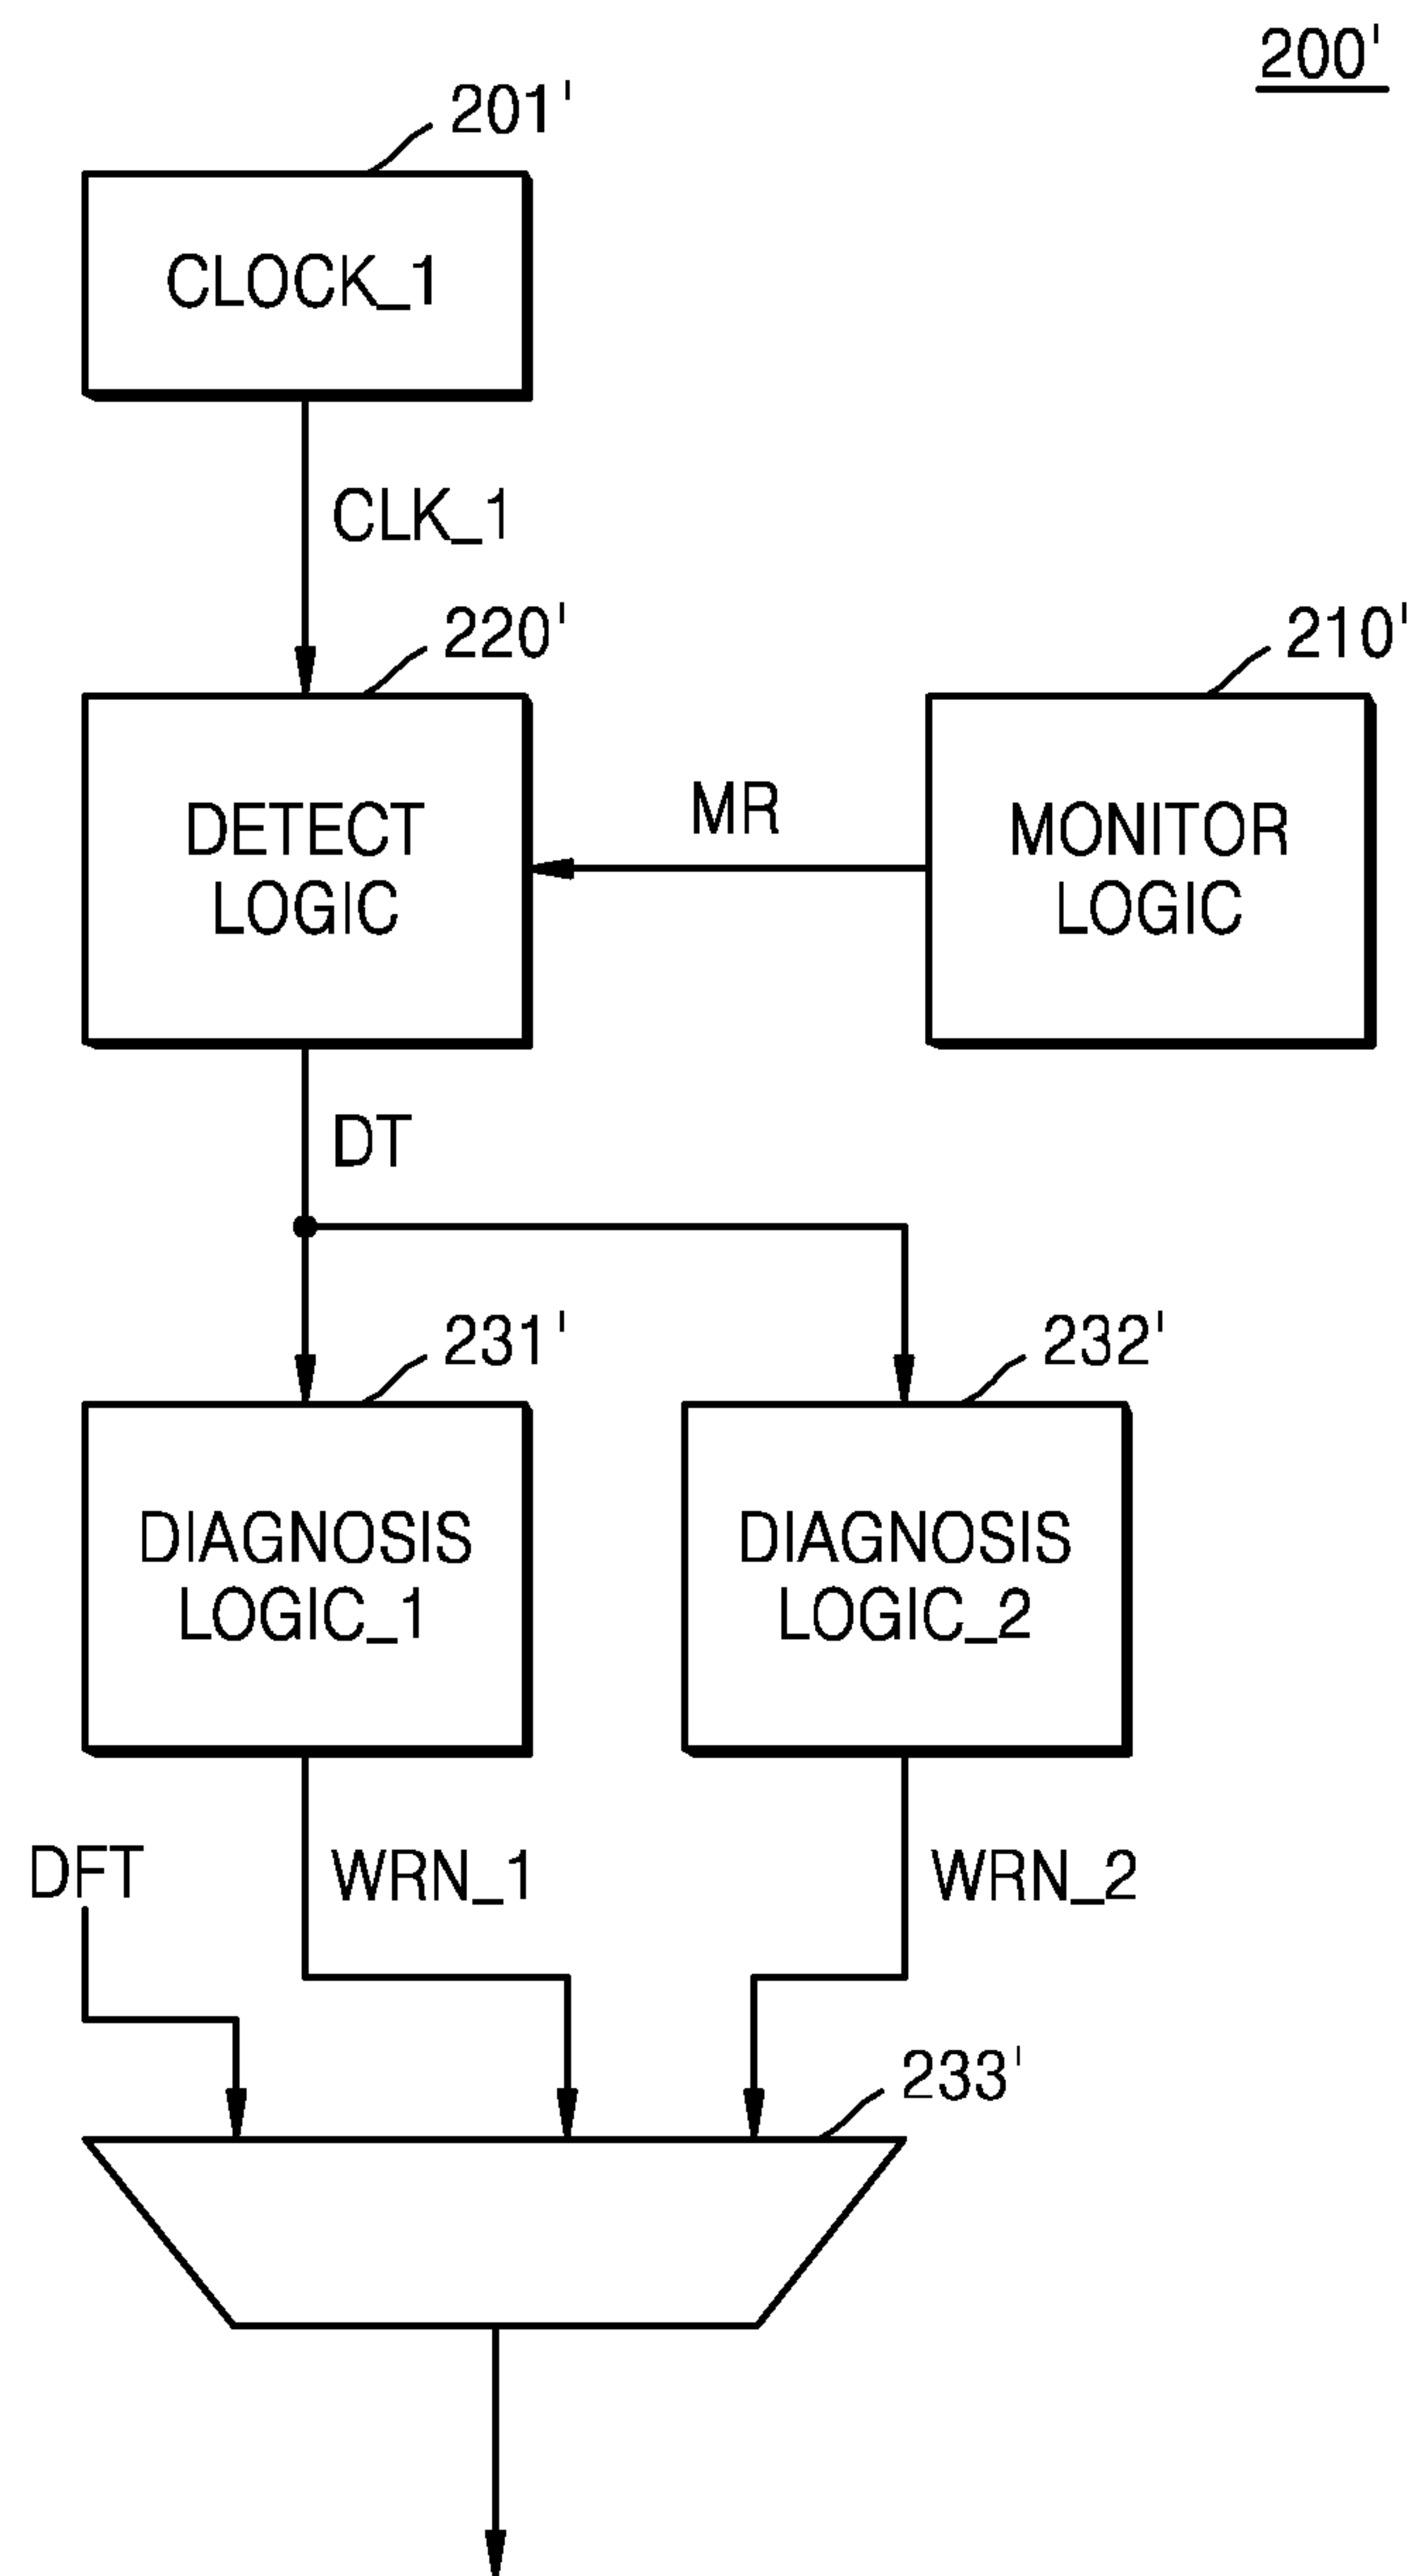 200'
201'
CLOCK_1
CLK_1
220'
210'
DETECT
LOGIC
MR
MONITOR
LOGIC
DT
231'
232'
DIAGNOSIS
LOGIC_1
DIAGNOSIS
LOGIC_2
DFT
WRN_1
WRN_2
233'